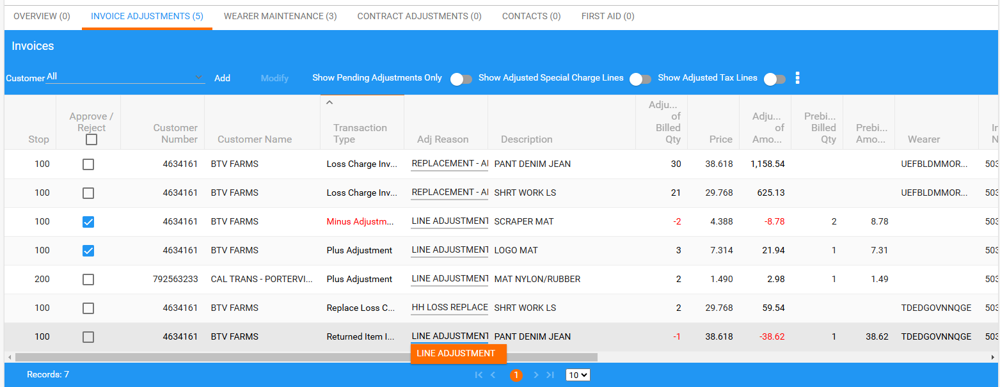 OVERVIEW (0) INVOICE ADJUSTMENTS (5) WEARER MAINTENANCE (3) CONTRACT ADJUSTMENTS (0) CONTACTS (0) FIRST AID (0)
Invoices
Customer All Add Modify Show Pending Adjustments Only Show Adjusted Special Charge Lines Show Adjusted Tax Lines
Stop Approve / Reject Customer Number Customer Name Transaction Type Adj Reason Description Adju... of Billed Qty Price Adju... of Amo... Prebi... Billed Qty Prebi... Amo... Wearer
100 4634161 BTV FARMS Loss Charge Inv... REPLACEMENT - PANT DENIM JEAN 30 38.618 1,158.54 UEFBLDMMOR... 503
100 4634161 BTV FARMS Loss Charge Inv... REPLACEMENT - SHRT WORK LS 21 29.768 625.13 UEFBLDMMOR... 503
100 4634161 BTV FARMS Minus Adjustm... LINE ADJUSTMENT SCRAPER MAT -2 4.388 -8.78 2 8.78 503
100 4634161 BTV FARMS Plus Adjustment LINE ADJUSTMENT LOGO MAT 3 7.314 21.94 1 7.31 503
200 792563233 CAL TRANS - PORTERVI... Plus Adjustment LINE ADJUSTMENT MAT NYLON/RUBBER 2 1.490 2.98 1 1.49 503
100 4634161 BTV FARMS Replace Loss C... HH LOSS REPLACE SHRT WORK LS 2 29.768 59.54 TDEDGOVNNQGE 503
100 4634161 BTV FARMS Returned Item I... LINE ADJUSTMENT PANT DENIM JEAN -1 38.618 -38.62 1 38.62 TDEDGOVNNQGE 503
LINE ADJUSTMENT
Records: 7 1 10